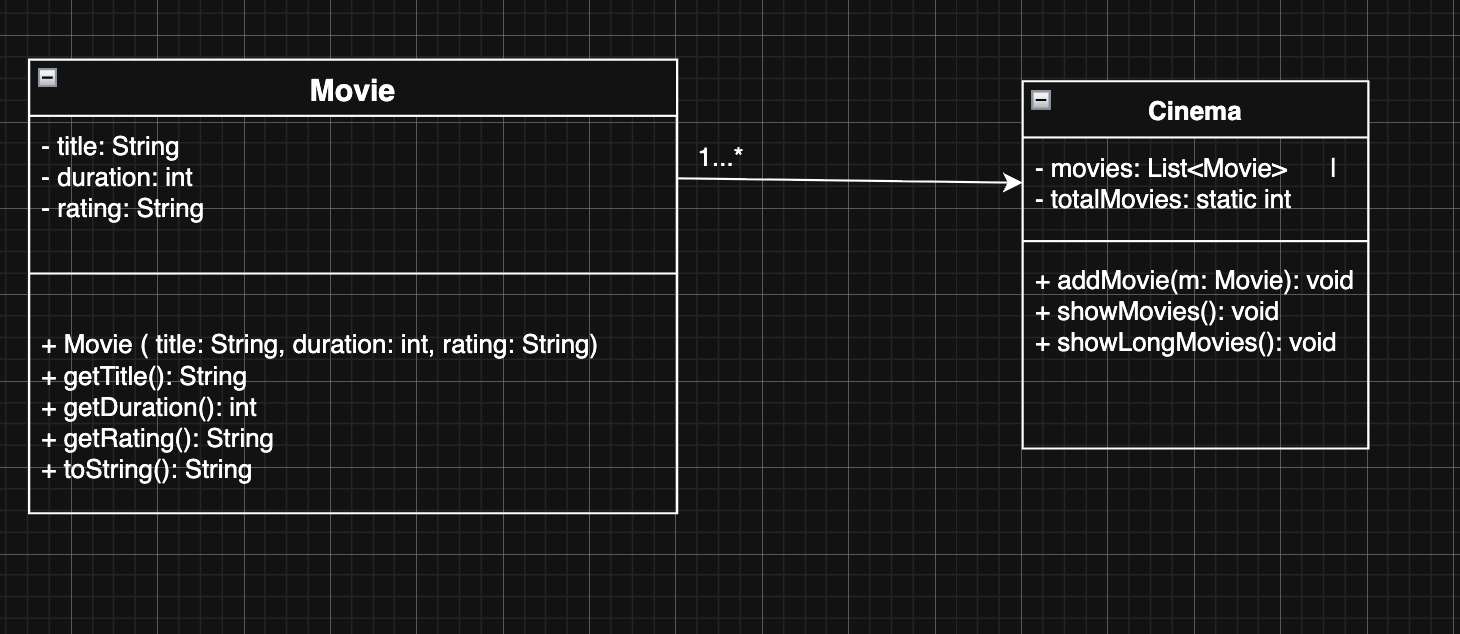 Movie
- title: String
- duration: int
- rating: String
+ Movie ( title: String, duration: int, rating: String)
+ getTitle(): String
+ getDuration(): int
+ getRating(): String
+ toString(): String
1...*
Cinema
- movies: List<Movie> l
- totalMovies: static int
+ addMovie(m: Movie): void
+ showMovies(): void
+ showLongMovies(): void